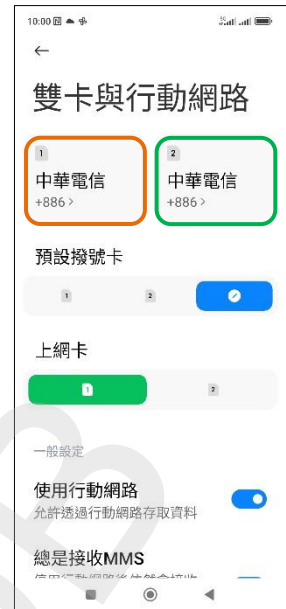 10:00
雙卡與行動網路
1
2
中華電信
中華電信
+886 >
+886 >
預設撥號卡
1
2
上網卡
1
2
一般設定
使用行動網路
允許透過行動網路存取資料
總是接收MMS